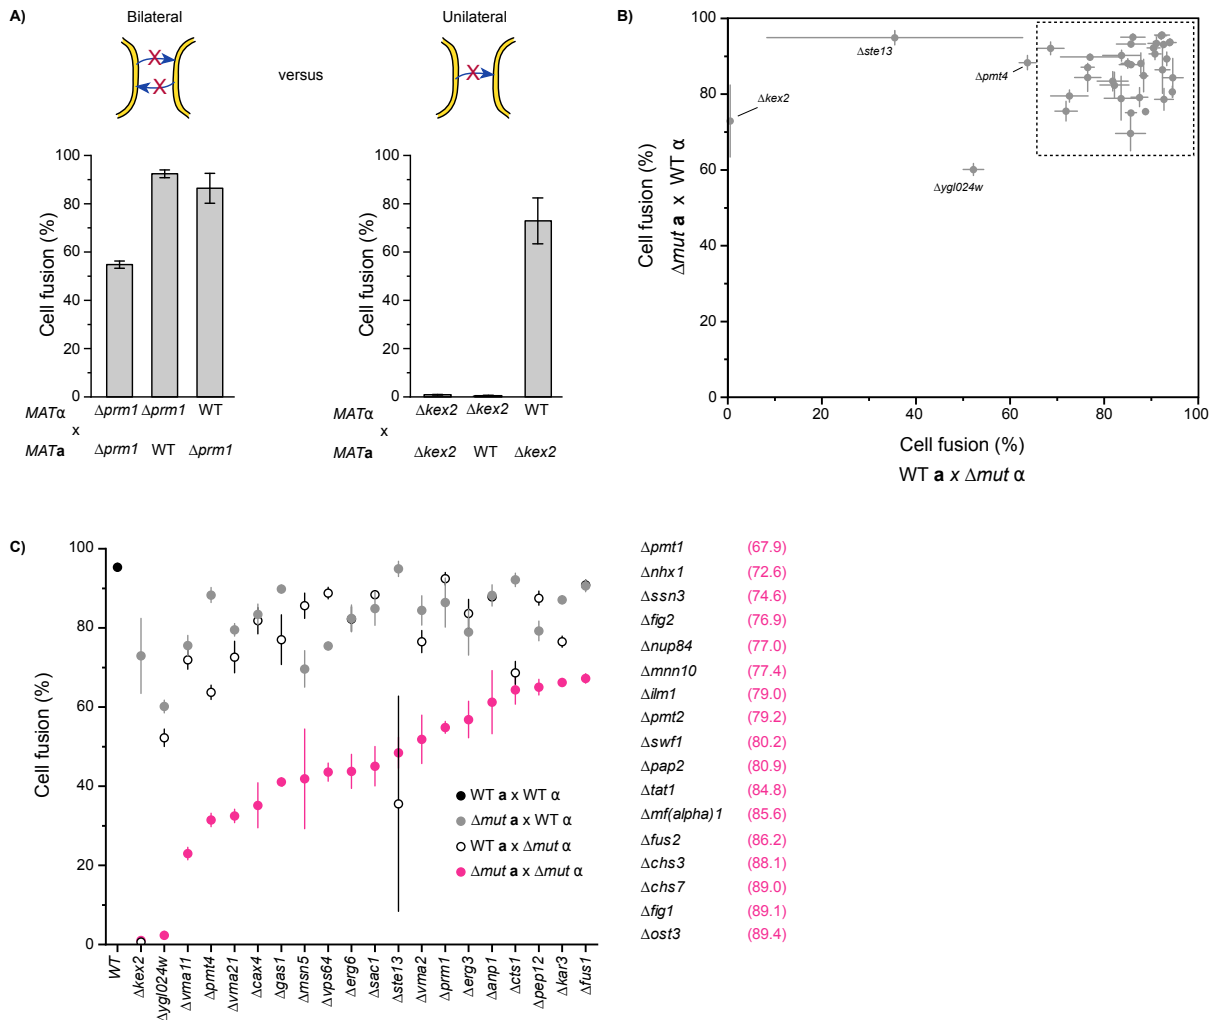 A)
Bilateral
versus
Unilateral
X
X
X
Cell fusion (%)
100
80
60
40
20
0
MATα
x
MATa
Δprm1 Δprm1 WT
Δprm1 WT Δprm1
Cell fusion (%)
100
80
60
40
20
0
MATα
x
MATa
Δkex2 Δkex2 WT
Δkex2 WT Δkex2
B)
Cell fusion (%)
Δmut a x WT α
100
80
60
40
20
0
Δste13
Δpmt4
Δkex2
Δygl024w
0 20 40 60 80 100
Cell fusion (%)
WT a x Δmut α
C)
Cell fusion (%)
100
80
60
40
20
0
WT a x WT α
Δmut a x WT α
WT a x Δmut α
Δmut a x Δmut α
WT
Δkex2
Δygl024w
Δvma11
Δpmt4
Δvma21
Δcax4
Δgas1
Δmsn5
Δvps64
Δerg6
Δsac1
Δste13
Δvma2
Δprm1
Δerg3
Δanp1
Δcts1
Δpep12
Δkar3
Δfus1
Δpmt1 (67.9)
Δnhx1 (72.6)
Δssn3 (74.6)
Δfig2 (76.9)
Δnup84 (77.0)
Δmnn10 (77.4)
Δilm1 (79.0)
Δpmt2 (79.2)
Δswf1 (80.2)
Δpap2 (80.9)
Δtat1 (84.8)
Δmf(alpha)1 (85.6)
Δfus2 (86.2)
Δchs3 (88.1)
Δchs7 (89.0)
Δfig1 (89.1)
Δost3 (89.4)